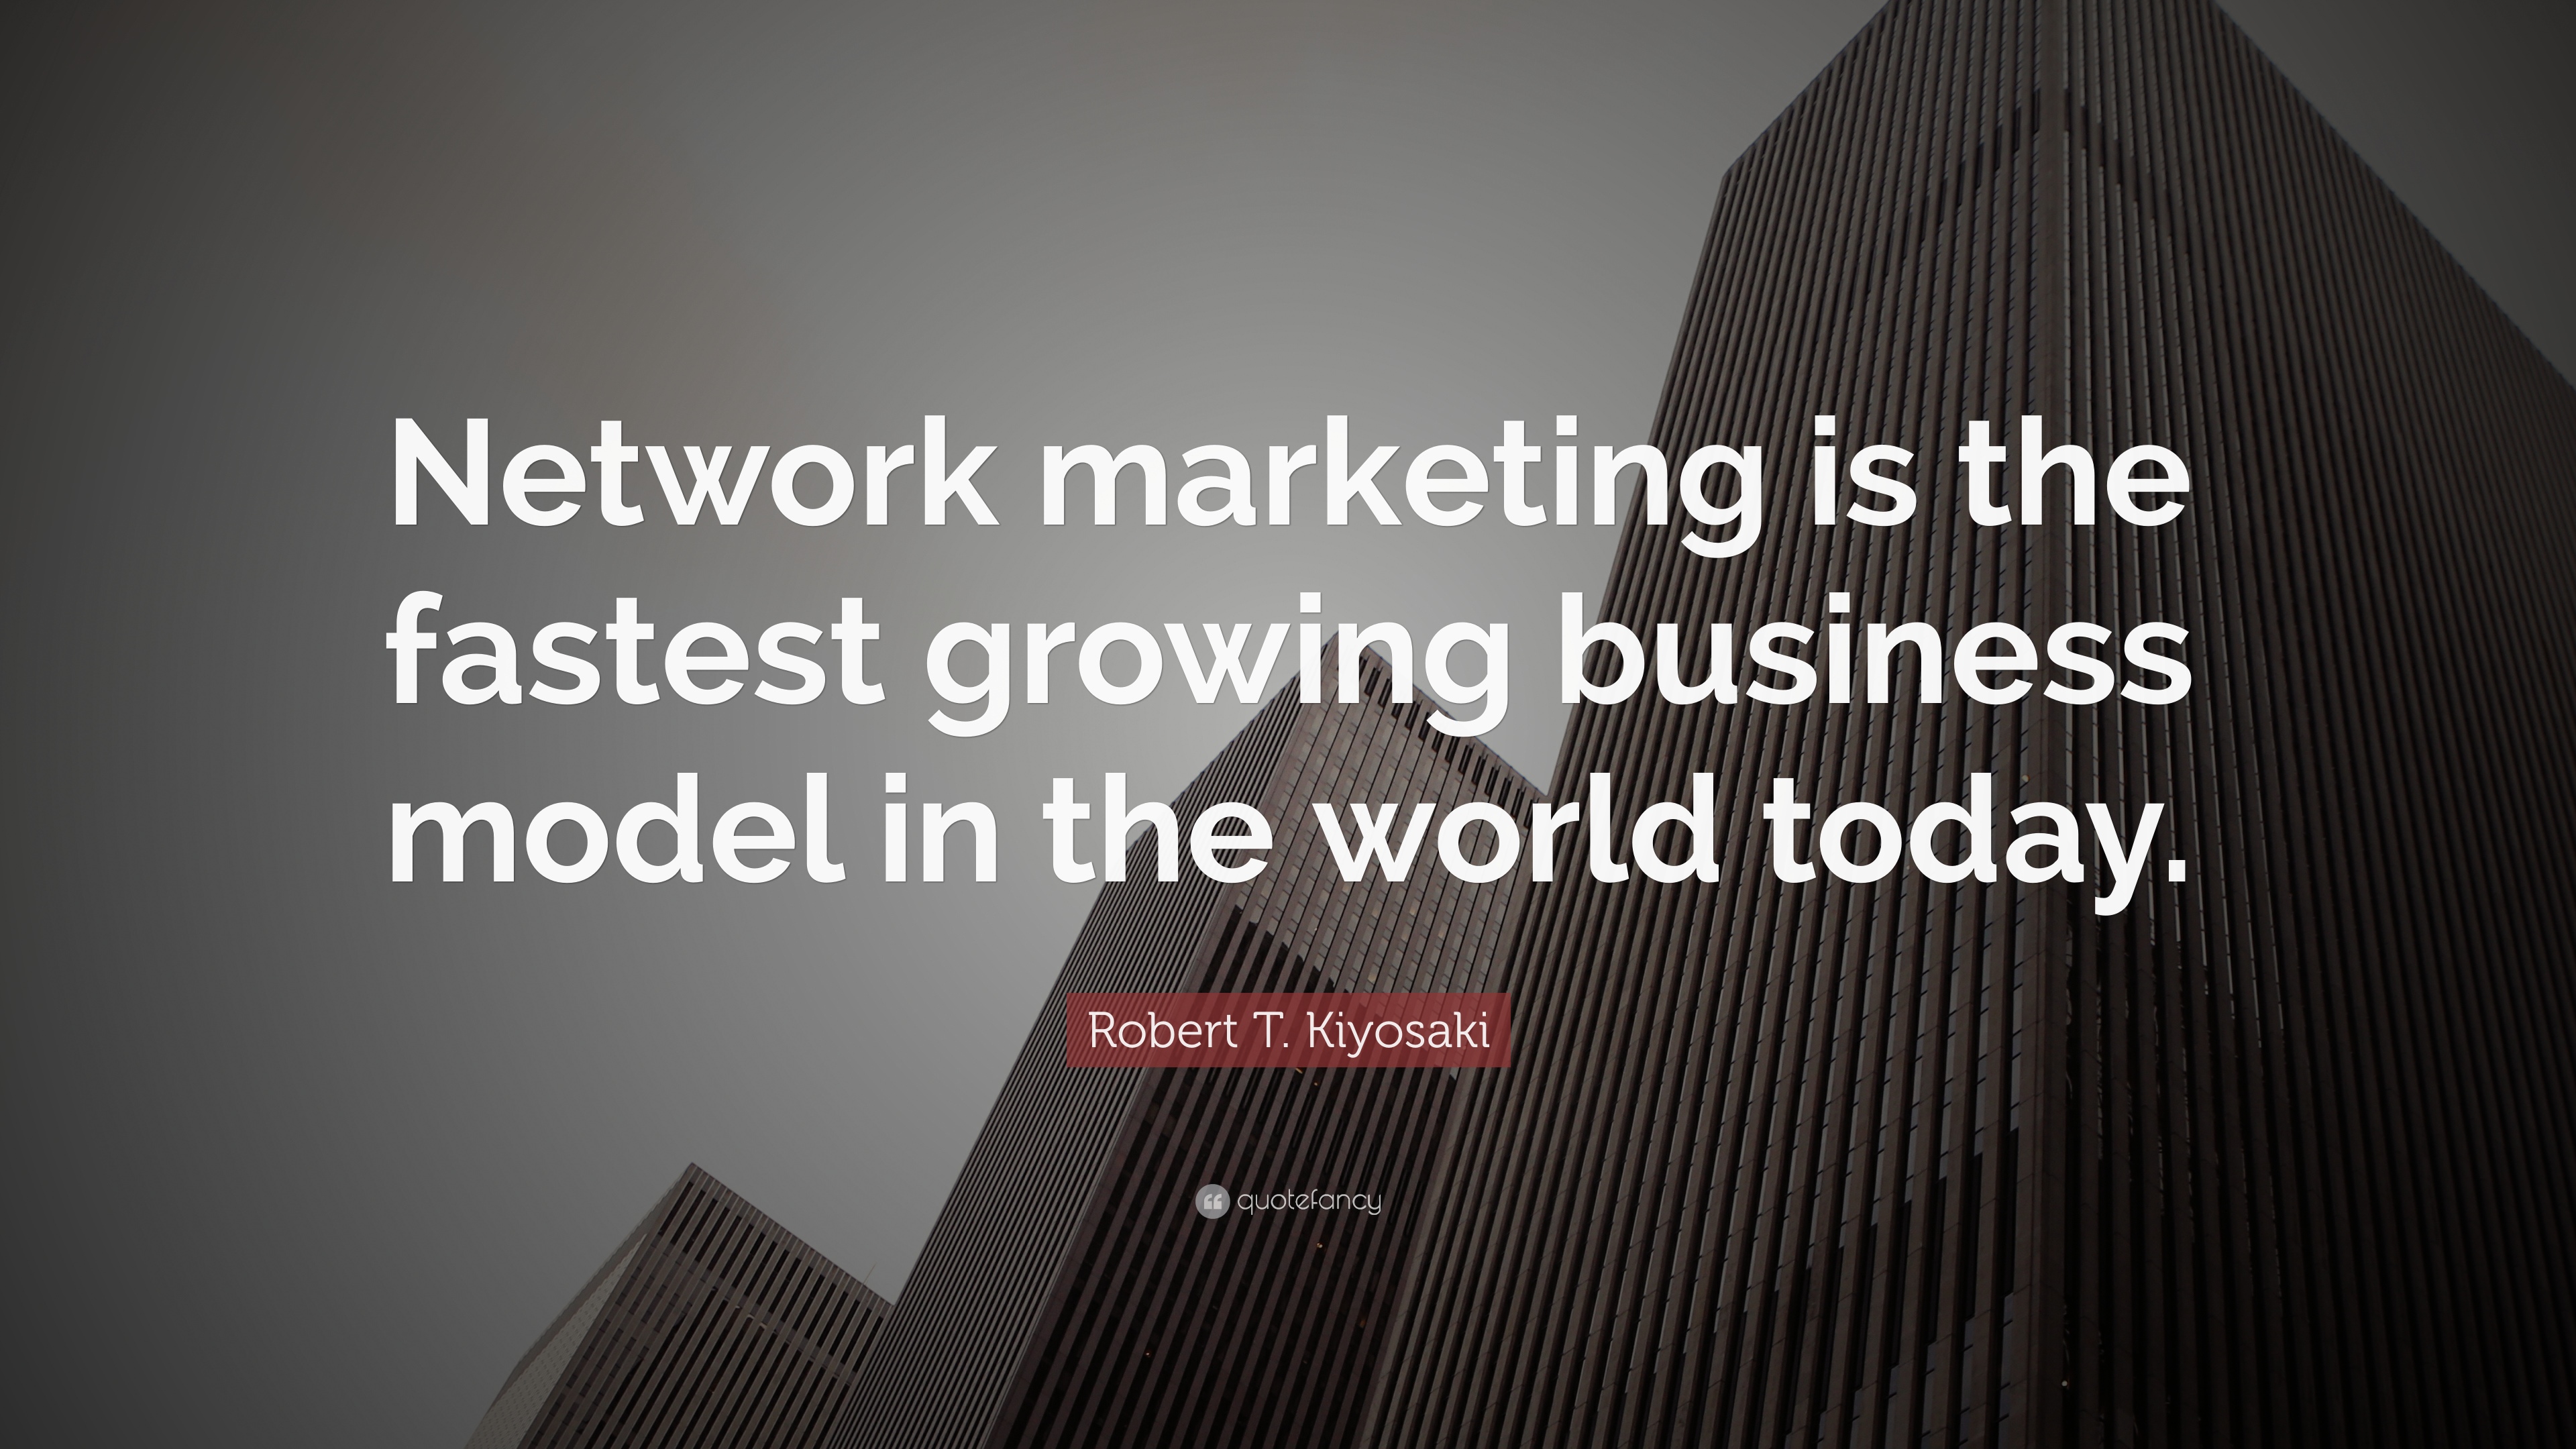 Network marketing is the
fastest growing business
model in the world today.
Robert T. Kiyosaki
quotefancy